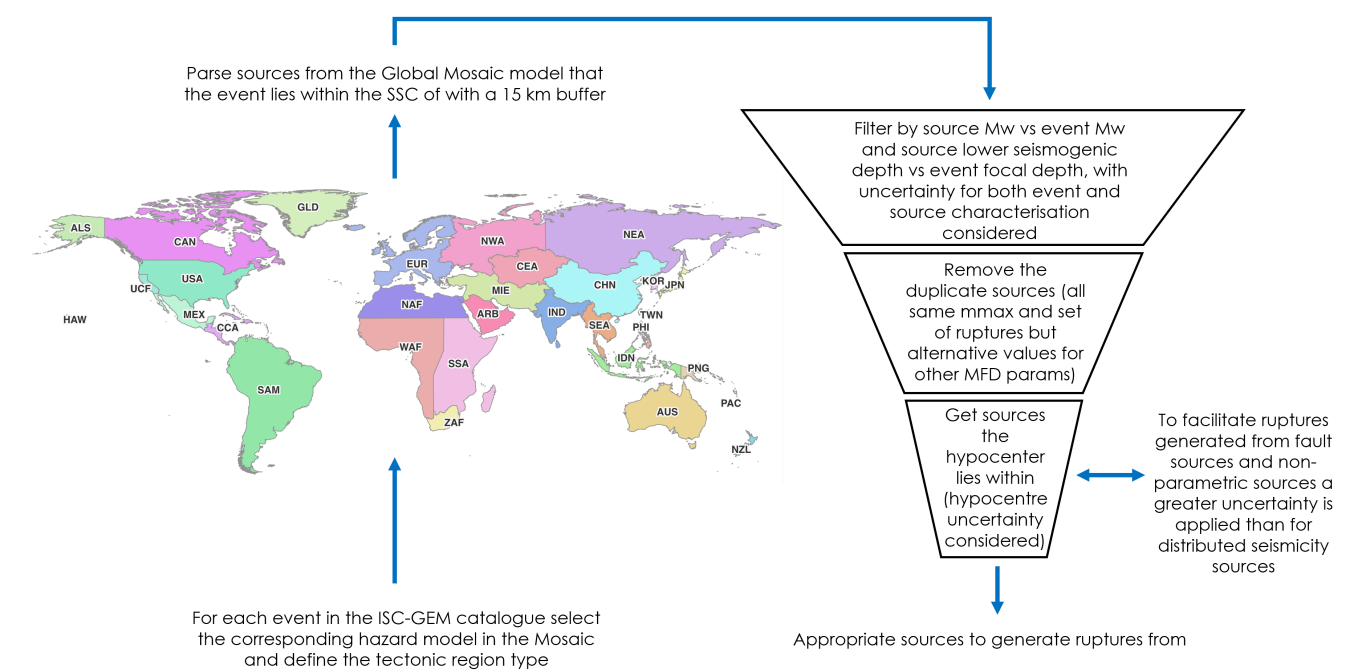 Parse sources from the Global Mosaic model that
the event lies within the SSC of with a 15 km buffer
GLD
ALS
CAN
NWA
NEA
EUR
CEA
USA
UCF
MIE
CHN
KOR
JPN
NAF
ARB
IND
MEX
CCA
HAW
TWN
SEA
PHI
WAF
SSA
IDN
PNG
SAM
PAC
AUS
ZAF
NZL
For each event in the ISC-GEM catalogue select
the corresponding hazard model in the Mosaic
and define the tectonic region type
Filter by source Mw vs event Mw
and source lower seismogenic
depth vs event focal depth, with
uncertainty for both event and
source characterisation
considered
Remove the
duplicate sources (all
same mmax and set
of ruptures but
alternative values for
other MFD params)
Get sources
the
hypocenter
lies within
(hypocentre
uncertainty
considered)
To facilitate ruptures
generated from fault
sources and non-
parametric sources a
greater uncertainty is
applied than for
distributed seismicity
sources
Appropriate sources to generate ruptures from